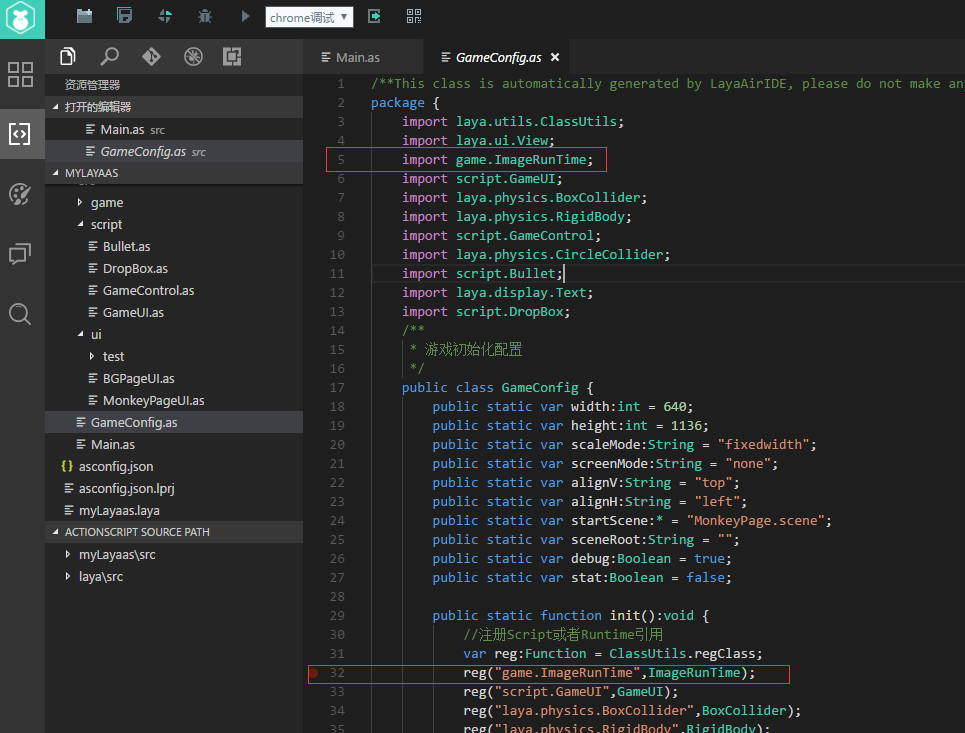 chrome调试
Main.as
GameConfig.as
资源管理器
打开的编辑器
Main.as src
GameConfig.as src
MYLAYAAS
game
script
Bullet.as
DropBox.as
GameControl.as
GameUI.as
ui
test
BGPageUI.as
MonkeyPageUI.as
GameConfig.as
Main.as
{} asconfig.json
asconfig.json.lprj
myLayaas.laya
ACTIONSCRIPT SOURCE PATH
myLayaas\src
laya\src
1 /**This class is automatically generated by LayaAirIDE, please do not make
2 package {
3 import laya.utils.ClassUtils;
4 import laya.ui.View;
5 import game.ImageRunTime;
6 import script.GameUI;
7 import laya.physics.BoxCollider;
8 import laya.physics.RigidBody;
9 import script.GameControl;
10 import laya.physics.CircleCollider;
11 import script.Bullet;
12 import laya.display.Text;
13 import script.DropBox;
14 /**
15 * 游戏初始化配置
16 */
17 public class GameConfig {
18 public static var width:int = 640;
19 public static var height:int = 1136;
20 public static var scaleMode:String = "fixedwidth";
21 public static var screenMode:String = "none";
22 public static var alignV:String = "top";
23 public static var alignH:String = "left";
24 public static var startScene:* = "MonkeyPage.scene";
25 public static var sceneRoot:String = "";
26 public static var debug:Boolean = true;
27 public static var stat:Boolean = false;
28
29 public static function init():void {
30 //注册Script或者Runtime引用
31 var reg:Function = ClassUtils.regClass;
32 reg("game.ImageRunTime",ImageRunTime);
33 reg("script.GameUI",GameUI);
34 reg("laya.physics.BoxCollider",BoxCollider);
35 reg("laya.physics.RigidBody",RigidBody);